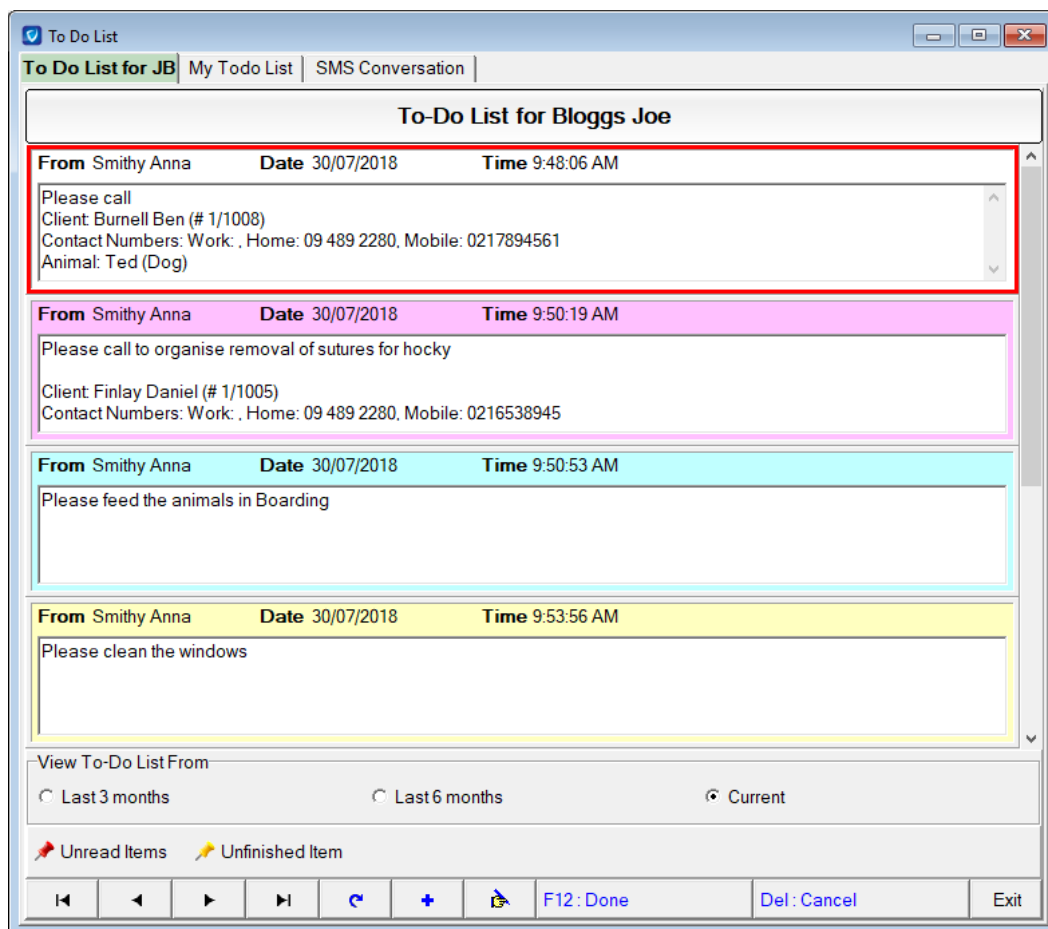 To Do List
To Do List for JB My Todo List SMS Conversation
To-Do List for Bloggs Joe
From Smithy Anna Date 30/07/2018 Time 9:48:06 AM
Please call
Client: Burnell Ben (# 1/1008)
Contact Numbers: Work: , Home: 09 489 2280, Mobile: 0217894561
Animal: Ted (Dog)
From Smithy Anna Date 30/07/2018 Time 9:50:19 AM
Please call to organise removal of sutures for hocky
Client: Finlay Daniel (# 1/1005)
Contact Numbers: Work: , Home: 09 489 2280, Mobile: 0216538945
From Smithy Anna Date 30/07/2018 Time 9:50:53 AM
Please feed the animals in Boarding
From Smithy Anna Date 30/07/2018 Time 9:53:56 AM
Please clean the windows
View To-Do List From
Last 3 months Last 6 months Current
Unread Items Unfinished Item
F12 : Done Del : Cancel Exit